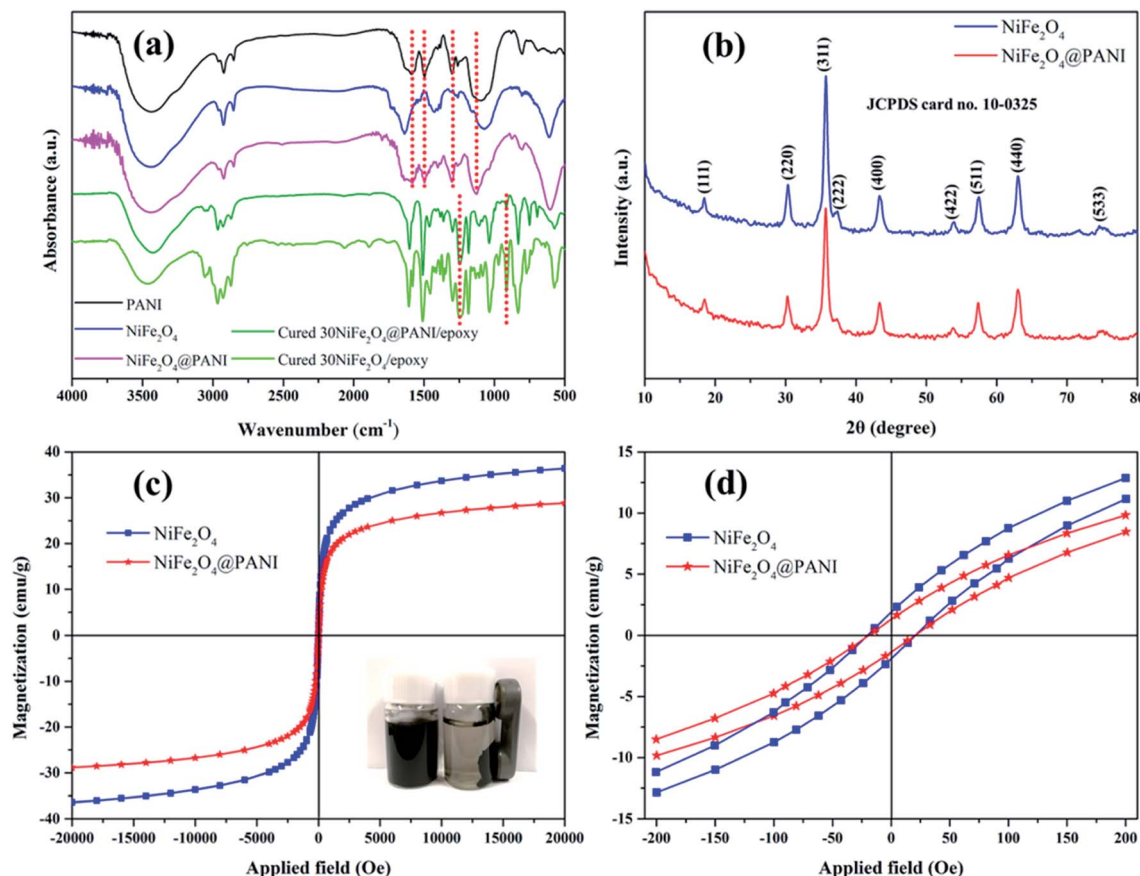 (a)
Absorbance (a.u.)
PANI
NiFe₂O₄
NiFe₂O₄@PANI
Cured 30NiFe₂O₄@PANI/epoxy
Cured 30NiFe₂O₄/epoxy
4000 3500 3000 2500 2000 1500 1000 500
Wavenumber (cm⁻¹)
(b)
NiFe₂O₄
NiFe₂O₄@PANI
JCPDS card no. 10-0325
Intensity (a.u.)
(111)
(220)
(311)
(222)
(400)
(422)
(511)
(440)
(533)
10 20 30 40 50 60 70 80
2θ (degree)
(c)
NiFe₂O₄
NiFe₂O₄@PANI
Magnetization (emu/g)
40
30
20
10
0
-10
-20
-30
-40
-20000 -15000 -10000 -5000 0 5000 10000 15000 20000
Applied field (Oe)
(d)
NiFe₂O₄
NiFe₂O₄@PANI
Magnetization (emu/g)
15
10
5
0
-5
-10
-15
-200 -150 -100 -50 0 50 100 150 200
Applied field (Oe)